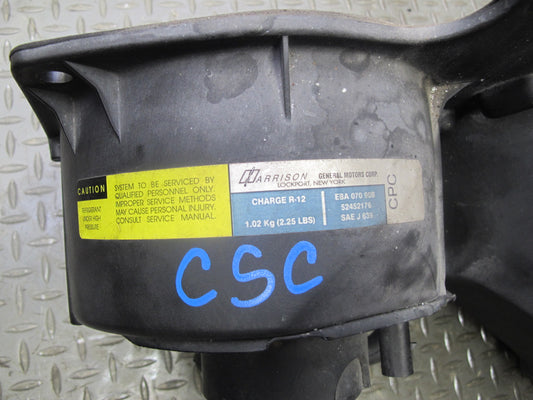 CAUTION
REFRIGERANT
UNDER HIGH
PRESSURE
SYSTEM TO BE SERVICED BY
QUALIFIED PERSONNEL ONLY.
IMPROPER SERVICE METHODS
MAY CAUSE PERSONAL INJURY.
CONSULT SERVICE MANUAL.
HARRISON GENERAL MOTORS CORP.
LOCKPORT, NEW YORK
CHARGE R-12
1.02 Kg (2.25 LBS)
EBA 070 90B
52452176
SAE J 639
CPC
CSC